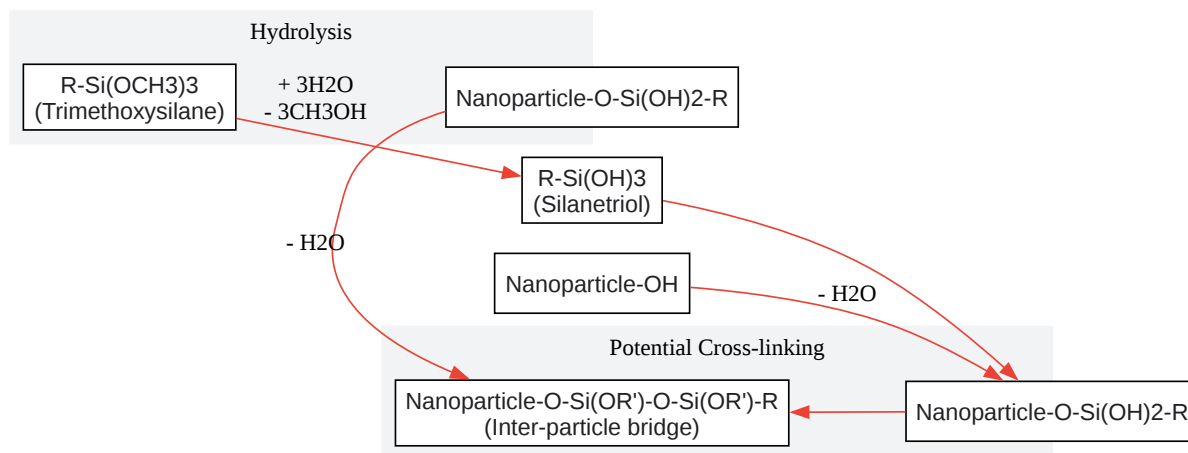 Hydrolysis
R-Si(OCH3)3
(Trimethoxysilane)
+ 3H2O
- 3CH3OH
Nanoparticle-O-Si(OH)2-R
R-Si(OH)3
(Silanetriol)
- H2O
Nanoparticle-OH
- H2O
Potential Cross-linking
Nanoparticle-O-Si(OR')-O-Si(OR')-R
(Inter-particle bridge)
Nanoparticle-O-Si(OH)2-R